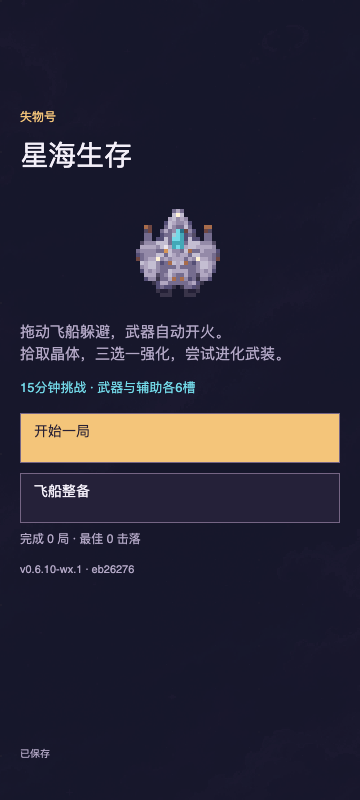 失物号
星海生存
拖动飞船躲避，武器自动开火。
拾取晶体，三选一强化，尝试进化武装。
15分钟挑战 · 武器与辅助各6槽
开始一局
飞船整备
完成 0 局 · 最佳 0 击落
v0.6.10-wx.1 · eb26276
已保存